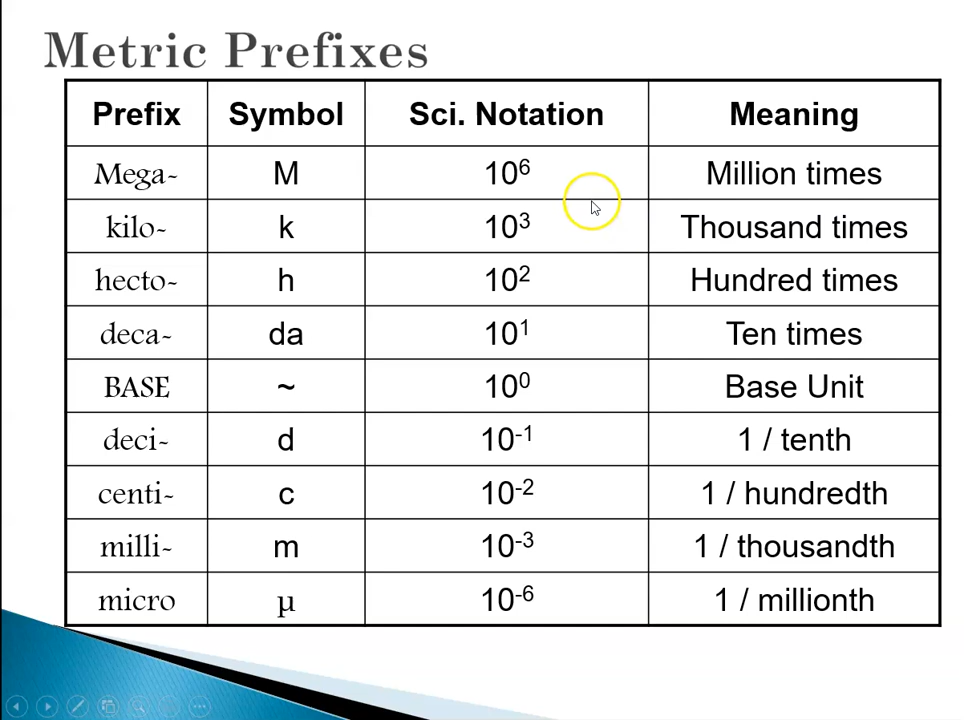 Metric Prefixes
Prefix Symbol Sci. Notation Meaning
Mega- M 10⁶ Million times
kilo- k 10³ Thousand times
hecto- h 10² Hundred times
deca- da 10¹ Ten times
BASE ~ 10⁰ Base Unit
deci- d 10⁻¹ 1 / tenth
centi- c 10⁻² 1 / hundredth
milli- m 10⁻³ 1 / thousandth
micro µ 10⁻⁶ 1 / millionth